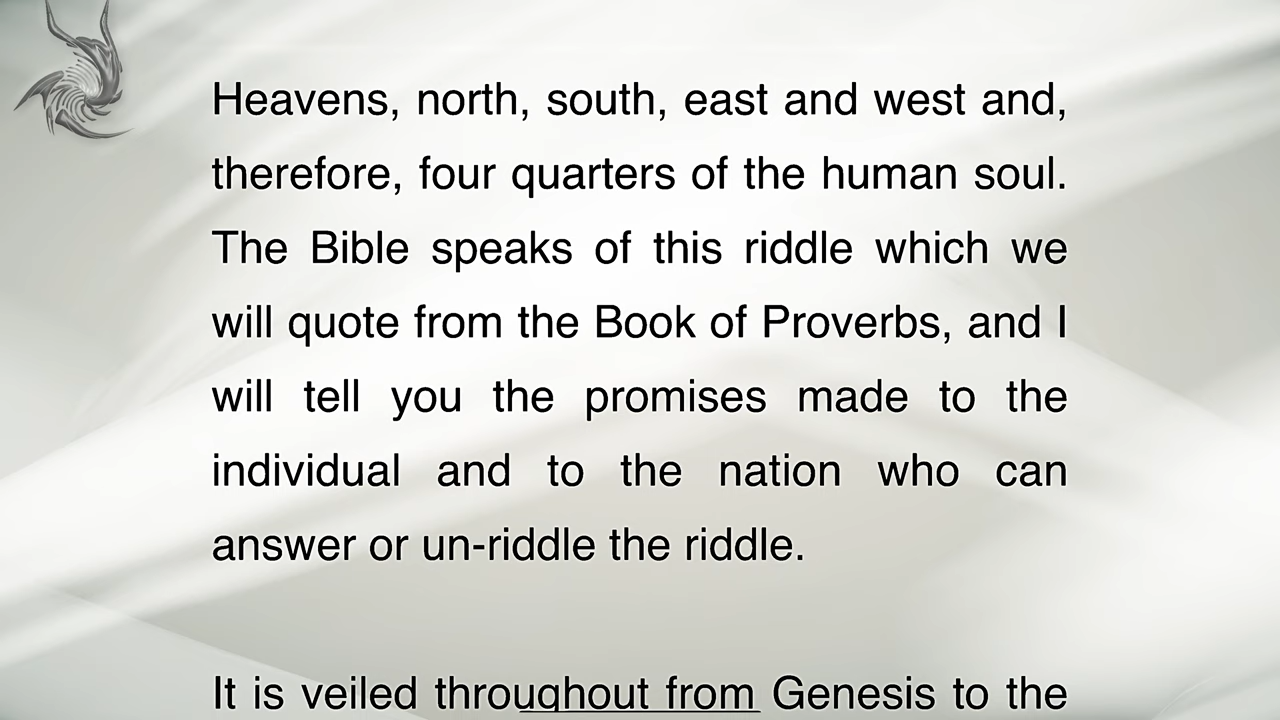 Heavens, north, south, east and west and,
therefore, four quarters of the human soul.
The Bible speaks of this riddle which we
will quote from the Book of Proverbs, and I
will tell you the promises made to the
individual and to the nation who can
answer or un-riddle the riddle.
It is veiled throughout from Genesis to the